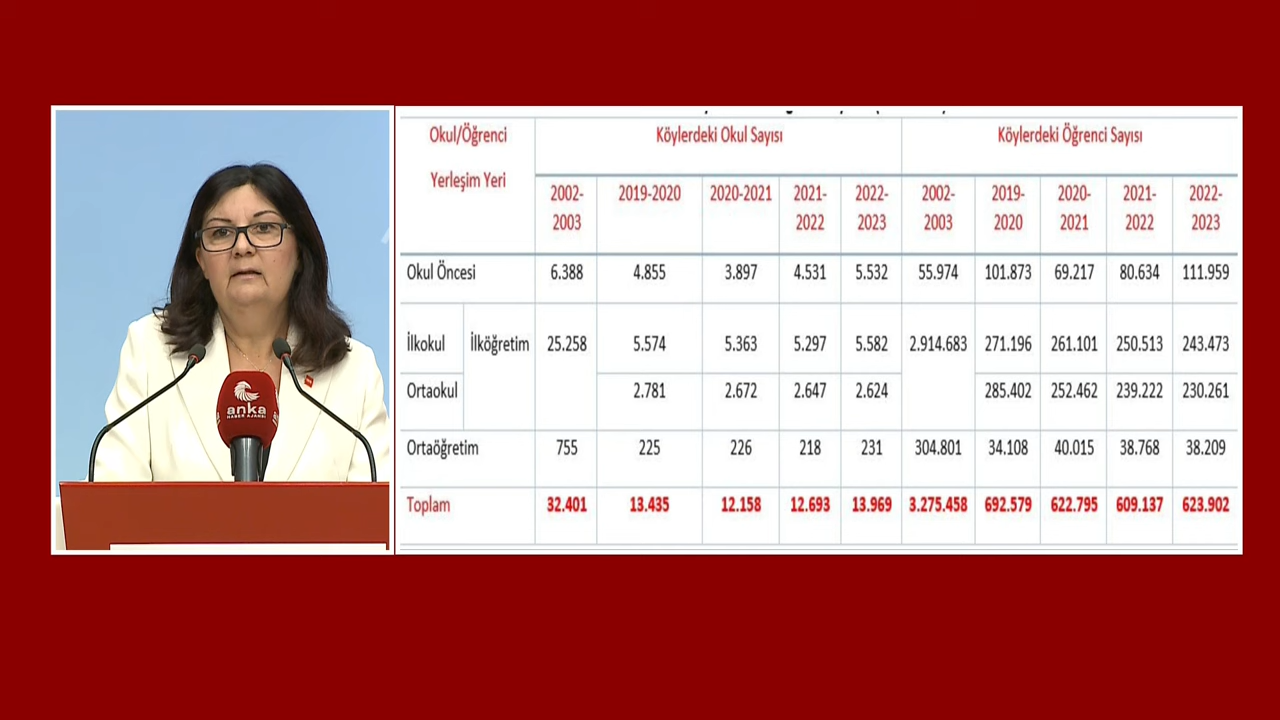 anka
HABER AJANSI
Okul/Öğrenci
Yerleşim Yeri
Köylerdeki Okul Sayısı
Köylerdeki Öğrenci Sayısı
2002-2003 2019-2020 2020-2021 2021-2022 2022-2023 2002-2003 2019-2020 2020-2021 2021-2022 2022-2023
Okul Öncesi 6.388 4.855 3.897 4.531 5.532 55.974 101.873 69.217 80.634 111.959
İlkokul İlköğretim 25.258 5.574 5.363 5.297 5.582 2.914.683 271.196 261.101 250.513 243.473
Ortaokul 2.781 2.672 2.647 2.624 285.402 252.462 239.222 230.261
Ortaöğretim 755 225 226 218 231 304.801 34.108 40.015 38.768 38.209
Toplam 32.401 13.435 12.158 12.693 13.969 3.275.458 692.579 622.795 609.137 623.902